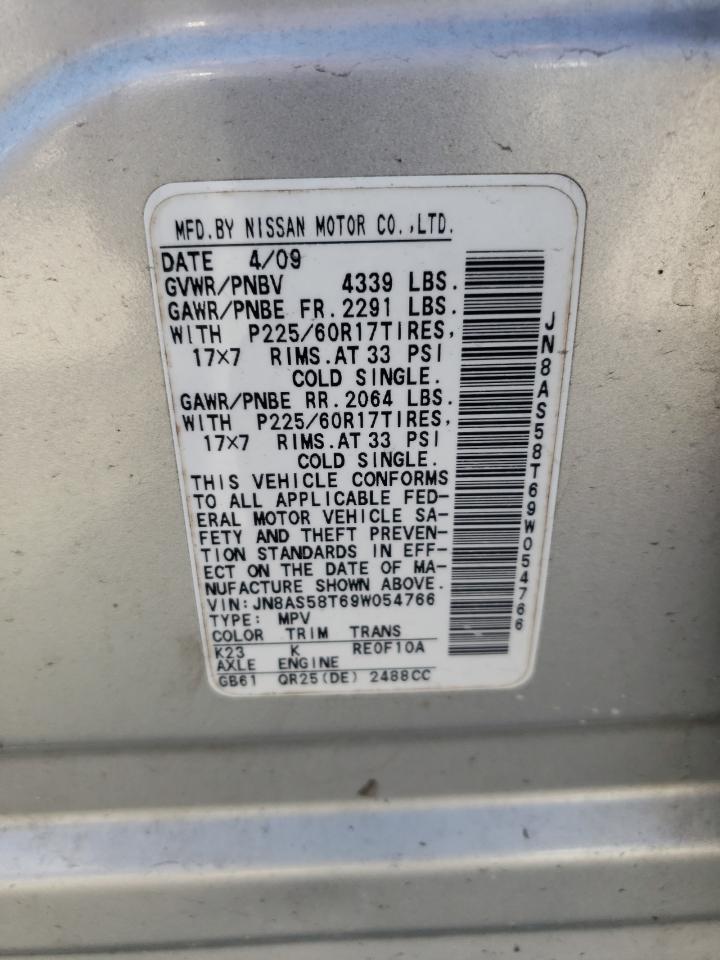 MFD.BY NISSAN MOTOR CO.,LTD.
DATE 4/09
GVWR/PNBV 4339 LBS.
GAWR/PNBE FR.2291 LBS.
WITH P225/60R17TIRES,
17×7 RIMS.AT 33 PSI
COLD SINGLE.
GAWR/PNBE RR.2064 LBS.
WITH P225/60R17TIRES,
17×7 RIMS.AT 33 PSI
COLD SINGLE.
THIS VEHICLE CONFORMS
TO ALL APPLICABLE FED-
ERAL MOTOR VEHICLE SA-
FETY AND THEFT PREVEN-
TION STANDARDS IN EFF-
ECT ON THE DATE OF MA-
NUFACTURE SHOWN ABOVE.
VIN:JN8AS58T69W054766
TYPE: MPV
COLOR TRIM TRANS
K23 K RE0F10A
AXLE ENGINE
GB61 QR25(DE) 2488CC
JN8AS58T69W054766